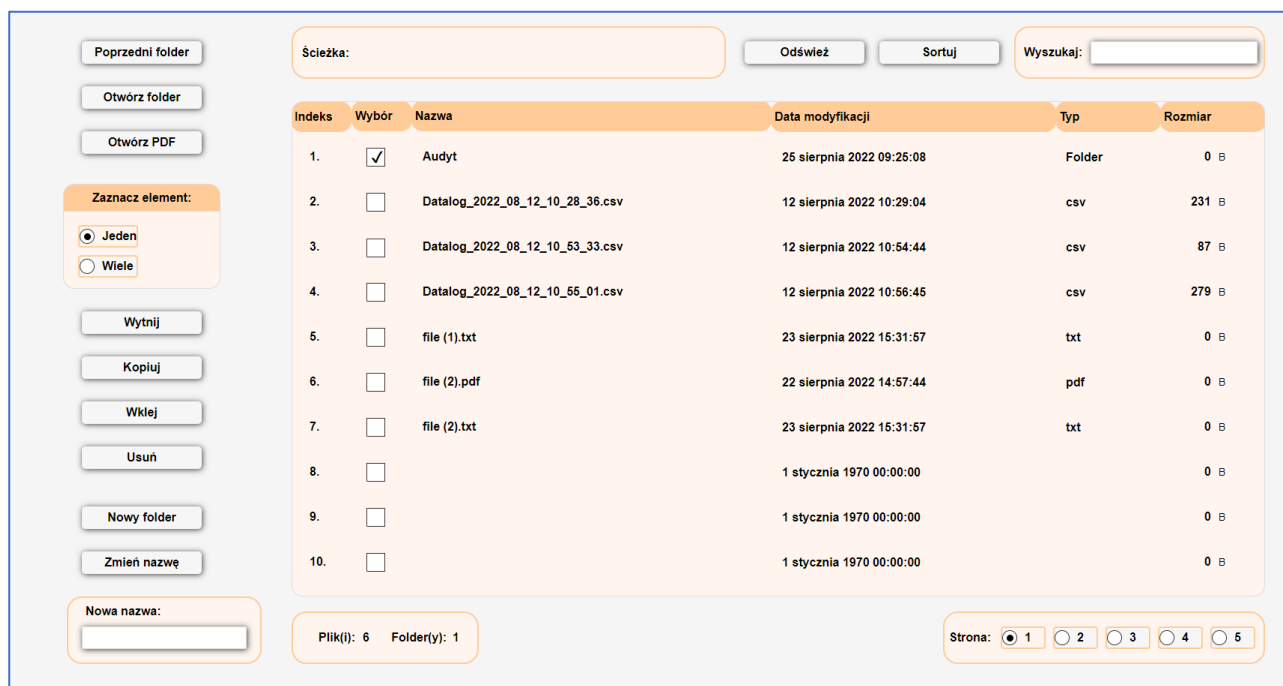 Poprzedni folder
Otwórz folder
Otwórz PDF
Zaznacz element:
Jeden
Wiele
Wytnij
Kopiuj
Wklej
Usuń
Nowy folder
Zmień nazwę
Nowa nazwa:
Ścieżka:
Odśwież Sortuj
Wyszukaj:
Indeks Wybór Nazwa Data modyfikacji Typ Rozmiar
1. Audyt 25 sierpnia 2022 09:25:08 Folder 0 B
2. Datalog_2022_08_12_10_28_36.csv 12 sierpnia 2022 10:29:04 csv 231 B
3. Datalog_2022_08_12_10_53_33.csv 12 sierpnia 2022 10:54:44 csv 87 B
4. Datalog_2022_08_12_10_55_01.csv 12 sierpnia 2022 10:56:45 csv 279 B
5. file (1).txt 23 sierpnia 2022 15:31:57 txt 0 B
6. file (2).pdf 22 sierpnia 2022 14:57:44 pdf 0 B
7. file (2).txt 23 sierpnia 2022 15:31:57 txt 0 B
8. 1 stycznia 1970 00:00:00 0 B
9. 1 stycznia 1970 00:00:00 0 B
10. 1 stycznia 1970 00:00:00 0 B
Plik(i): 6 Folder(y): 1
Strona: 1 2 3 4 5